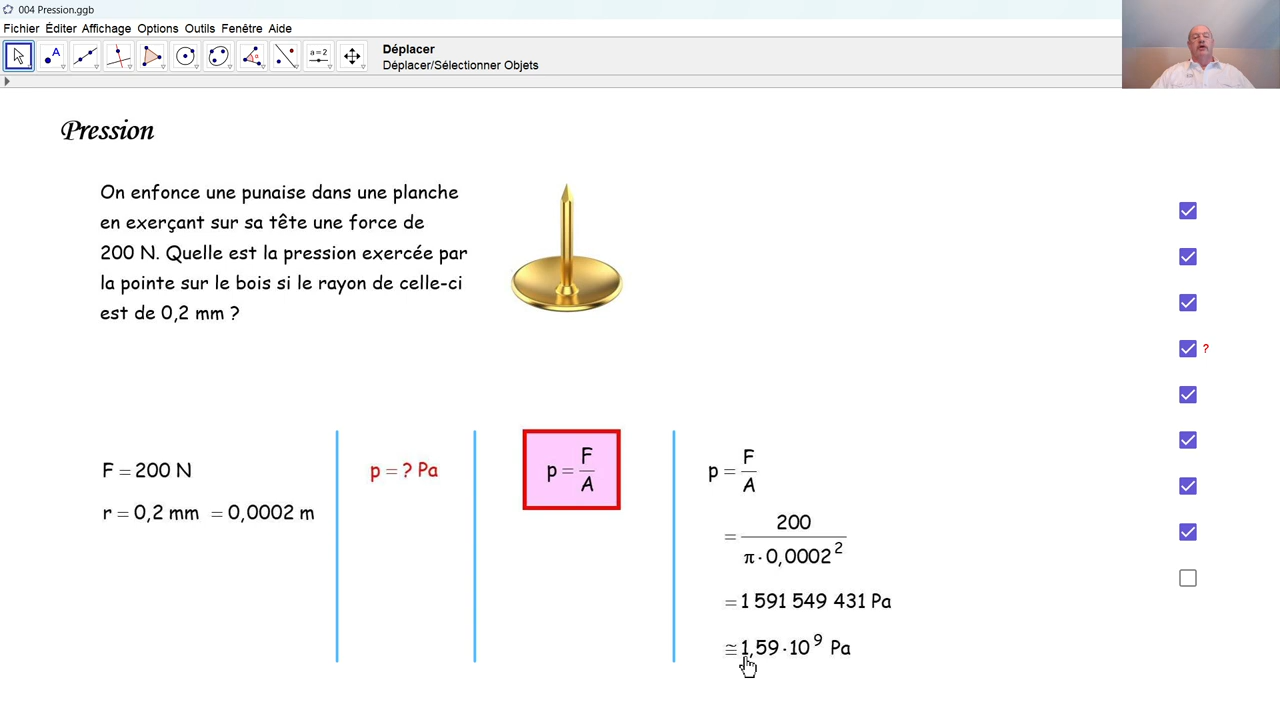 004 Pression.ggb
Fichier Éditer Affichage Options Outils Fenêtre Aide
A
a=2
Déplacer
Déplacer/Sélectionner Objets
Pression
On enfonce une punaise dans une planche
en exerçant sur sa tête une force de
200 N. Quelle est la pression exercée par
la pointe sur le bois si le rayon de celle-ci
est de 0,2 mm ?
?
F = 200 N
r = 0,2 mm = 0,0002 m
p = ? Pa
p = F/A
p = F/A
= 200/(π · 0,0002²)
= 1 591 549 431 Pa
≅ 1,59 · 10⁹ Pa